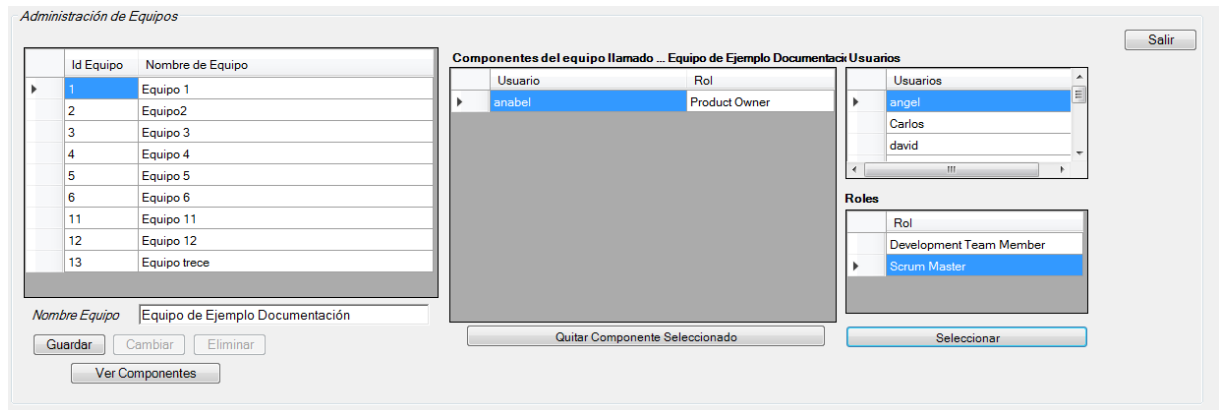 Administración de Equipos
Salir
Id Equipo Nombre de Equipo
1 Equipo 1
2 Equipo2
3 Equipo 3
4 Equipo 4
5 Equipo 5
6 Equipo 6
11 Equipo 11
12 Equipo 12
13 Equipo trece
Nombre Equipo Equipo de Ejemplo Documentación
Guardar Cambiar Eliminar
Ver Componentes
Componentes del equipo llamado ... Equipo de Ejemplo Documentaci
Usuario Rol
anabel Product Owner
Quitar Componente Seleccionado
Usuarios
Usuarios
angel
Carlos
david
Roles
Rol
Development Team Member
Scrum Master
Seleccionar